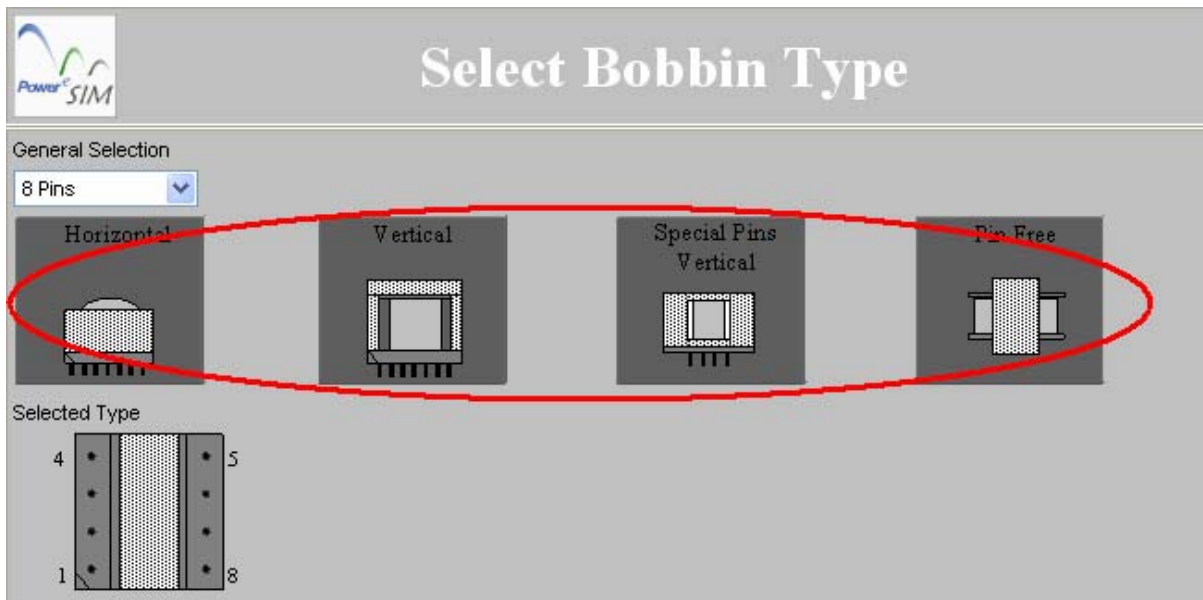 Power e SIM
Select Bobbin Type
General Selection
8 Pins
Horizontal
Vertical
Special Pins
Vertical
Pin Free
Selected Type
4
5
1
8